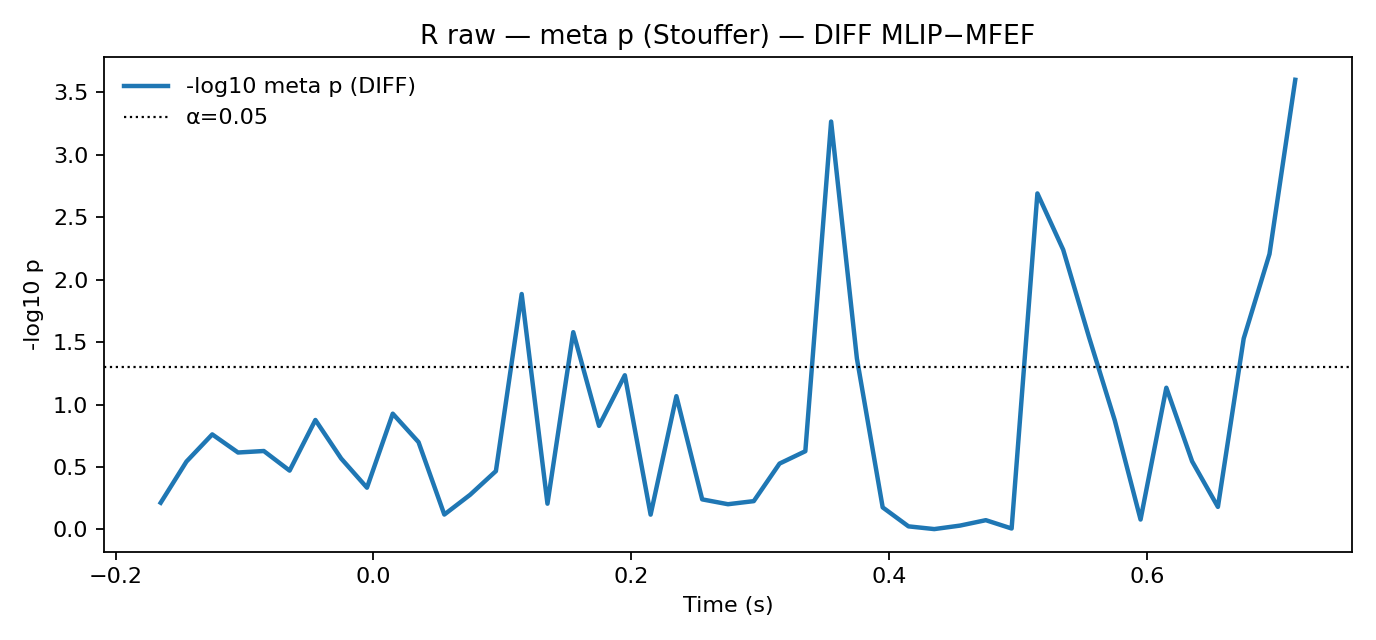 R raw — meta p (Stouffer) — DIFF MLIP−MFEF
-log10 meta p (DIFF)
α=0.05
3.5
3.0
2.5
2.0
1.5
1.0
0.5
0.0
-log10 p
−0.2 0.0 0.2 0.4 0.6
Time (s)